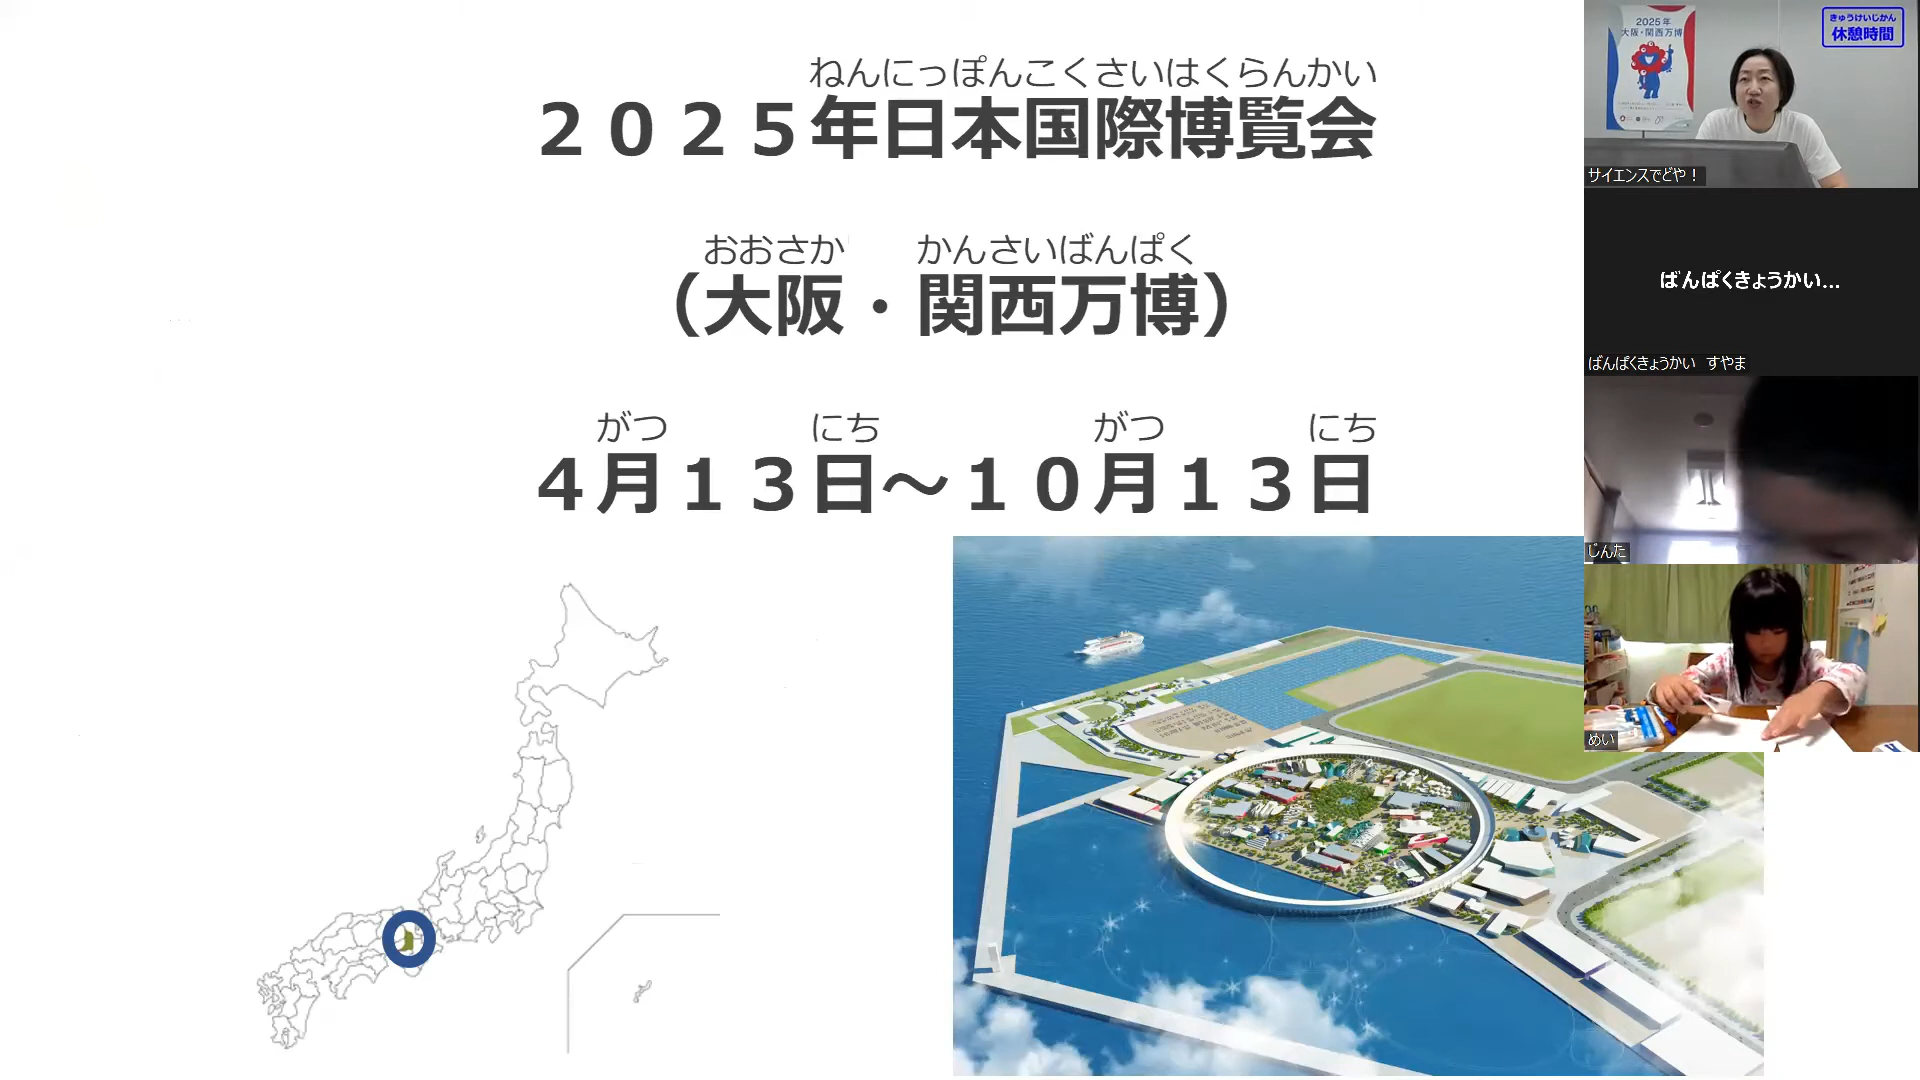 ねんにっぽんこくさいはくらんかい
２０２５年日本国際博覧会
おおさか　かんさいばんぱく
（大阪・関西万博）
がつ　にち　がつ　にち
４月１３日～１０月１３日
2025年
大阪・関西万博
きゅうけいじかん
休憩時間
サイエンスでどや！
ばんぱくきょうかい...
ばんぱくきょうかい　すやま
じんた
めい